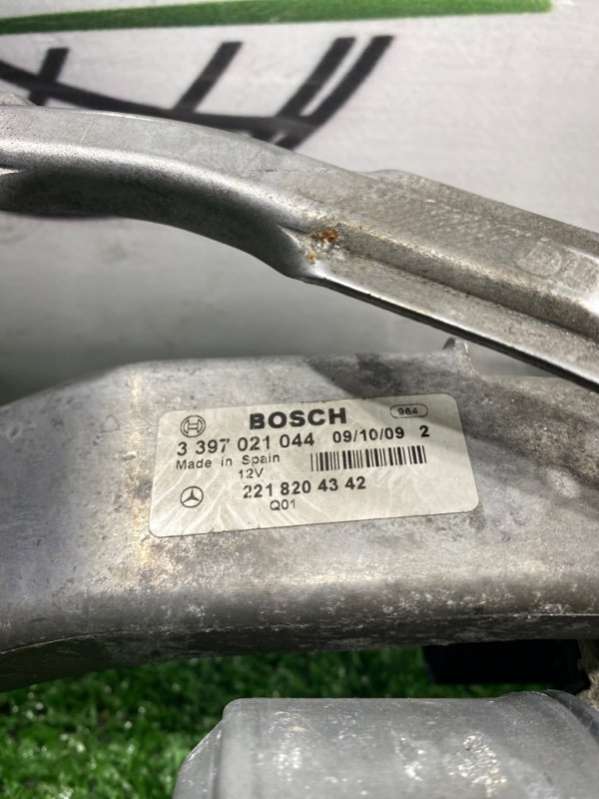 BOSCH 964
3 397 021 044 09/10/09 2
Made in Spain
12V
221 820 43 42
Q01